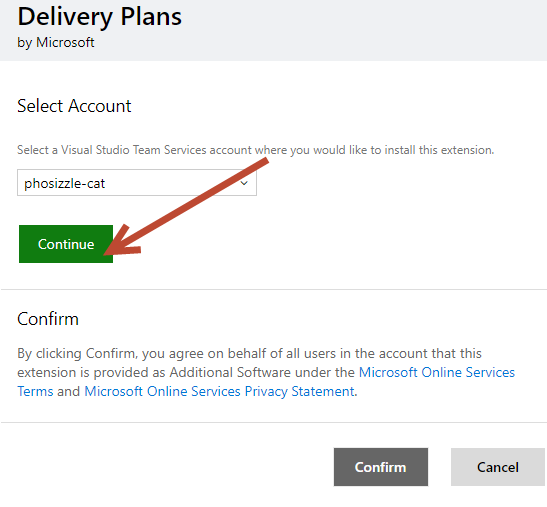 Delivery Plans
by Microsoft
Select Account
Select a Visual Studio Team Services account where you would like to install this extension.
phosizzle-cat
Continue
Confirm
By clicking Confirm, you agree on behalf of all users in the account that this
extension is provided as Additional Software under the Microsoft Online Services
Terms and Microsoft Online Services Privacy Statement.
Confirm Cancel